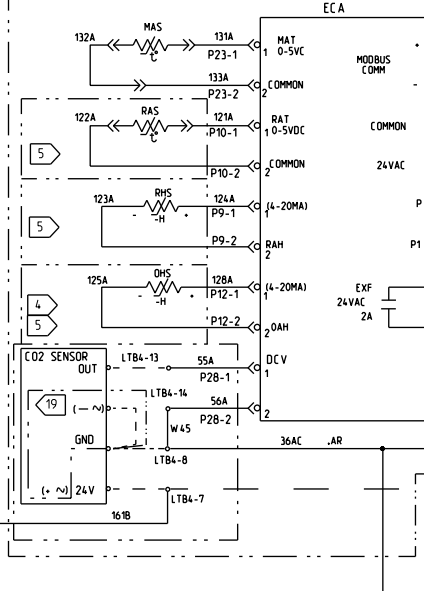 ECA
MAS
132A
131A
MAT
0-5VC
1
P23-1
t°
MODBUS
COMM
133A
COMMON
P23-2
2
RAS
122A
121A
RAT
0-5VDC
1
P10-1
t°
COMMON
5
COMMON
P10-2
2
24VAC
RHS
123A
124A
(4-20MA)
P9-1
1
-
-H
P
5
P9-2
RAH
2
P1
OHS
125A
128A
(4-20MA)
P12-1
1
-
-H
EXF
24VAC
2A
4
5
P12-2
OAH
2
CO2 SENSOR
OUT
LTB4-13
55A
P28-1
DCV
1
19
(- ~)
LTB4-14
56A
P28-2
2
W45
GND
LTB4-8
36AC
.AR
(+ ~)
24V
LTB4-7
161B